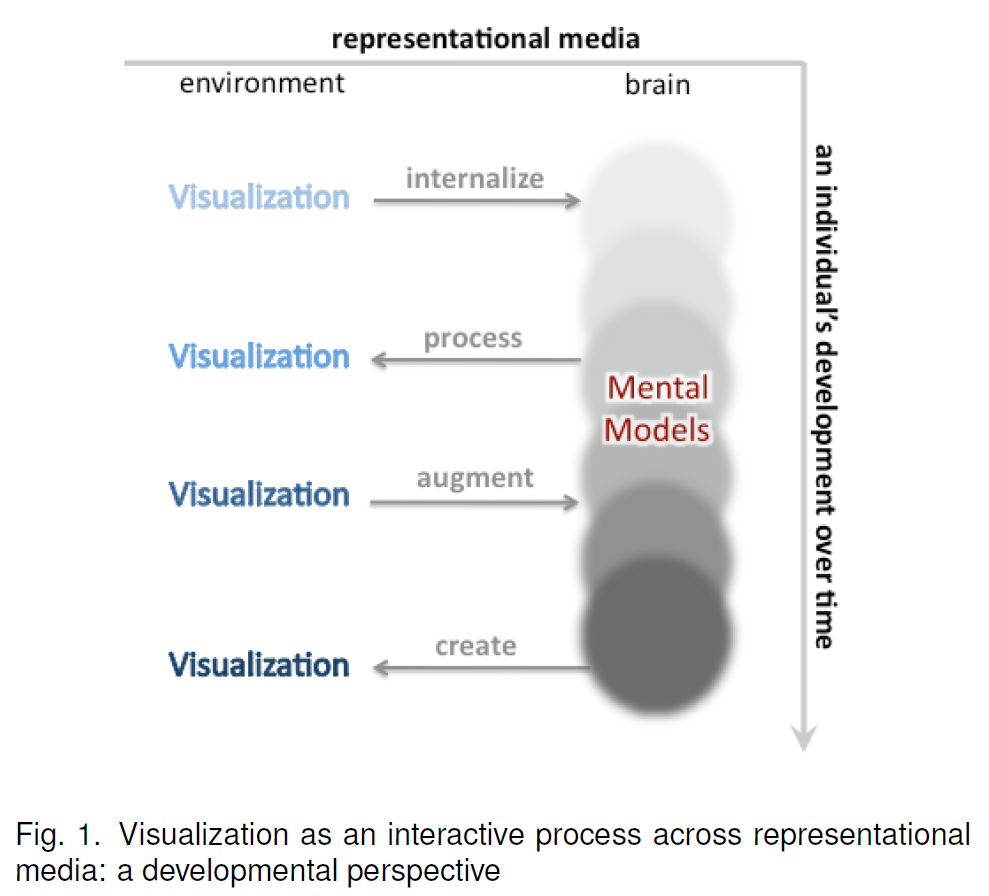 representational media
environment
brain
Visualization
internalize
Visualization
process
Mental
Models
Visualization
augment
Visualization
create
an individual's development over time
Fig. 1. Visualization as an interactive process across representational
media: a developmental perspective